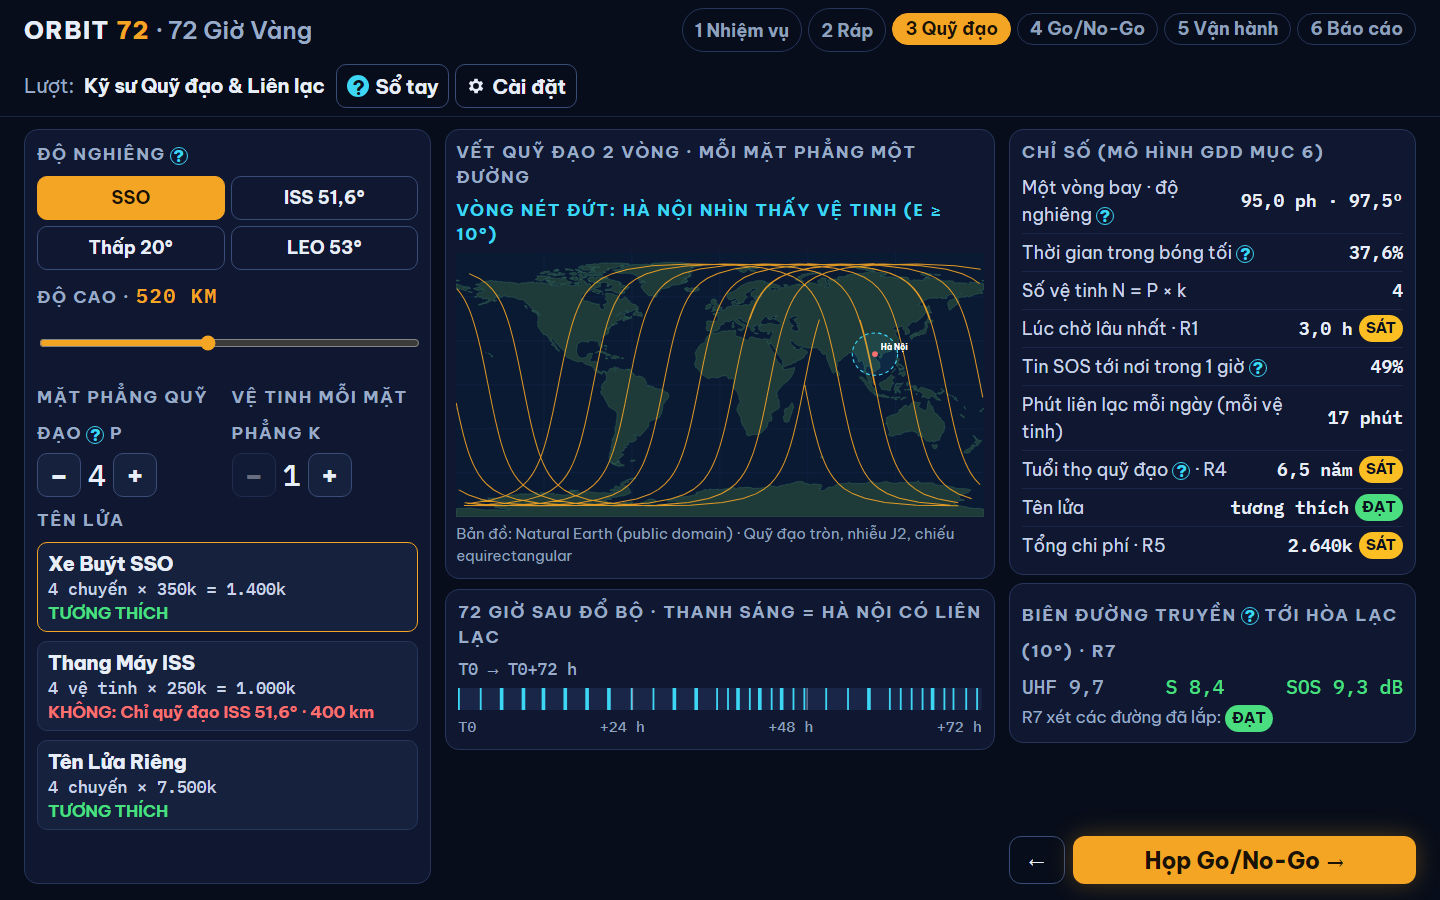 ORBIT 72 · 72 Giờ Vàng
1 Nhiệm vụ
2 Ráp
3 Quỹ đạo
4 Go/No-Go
5 Vận hành
6 Báo cáo
Lượt: Kỹ sư Quỹ đạo & Liên lạc
? Sổ tay
Cài đặt
ĐỘ NGHIÊNG ?
SSO
ISS 51,6°
Thấp 20°
LEO 53°
ĐỘ CAO · 520 KM
MẶT PHẲNG QUỸ
ĐẠO ? P
− 4 +
VỆ TINH MỖI MẶT
PHẲNG K
− 1 +
TÊN LỬA
Xe Buýt SSO
4 chuyến × 350k = 1.400k
TƯƠNG THÍCH
Thang Máy ISS
4 vệ tinh × 250k = 1.000k
KHÔNG: Chỉ quỹ đạo ISS 51,6° · 400 km
Tên Lửa Riêng
4 chuyến × 7.500k
TƯƠNG THÍCH
VẾT QUỸ ĐẠO 2 VÒNG · MỖI MẶT PHẲNG MỘT
ĐƯỜNG
VÒNG NÉT ĐỨT: HÀ NỘI NHÌN THẤY VỆ TINH (E ≥
10°)
Hà Nội
Bản đồ: Natural Earth (public domain) · Quỹ đạo tròn, nhiễu J2, chiếu
equirectangular
72 GIỜ SAU ĐỔ BỘ · THANH SÁNG = HÀ NỘI CÓ LIÊN
LẠC
T0 → T0+72 h
T0
+24 h
+48 h
+72 h
CHỈ SỐ (MÔ HÌNH GDD MỤC 6)
Một vòng bay · độ
nghiêng ?
95,0 ph · 97,5°
Thời gian trong bóng tối ? 37,6%
Số vệ tinh N = P × k 4
Lúc chờ lâu nhất · R1 3,0 h SÁT
Tin SOS tới nơi trong 1 giờ ? 49%
Phút liên lạc mỗi ngày (mỗi vệ
tinh)
17 phút
Tuổi thọ quỹ đạo ? · R4 6,5 năm SÁT
Tên lửa tương thích ĐẠT
Tổng chi phí · R5 2.640k SÁT
BIÊN ĐƯỜNG TRUYỀN ? TỚI HÒA LẠC
(10°) · R7
UHF 9,7 S 8,4 SOS 9,3 dB
R7 xét các đường đã lắp: ĐẠT
←
Họp Go/No-Go →